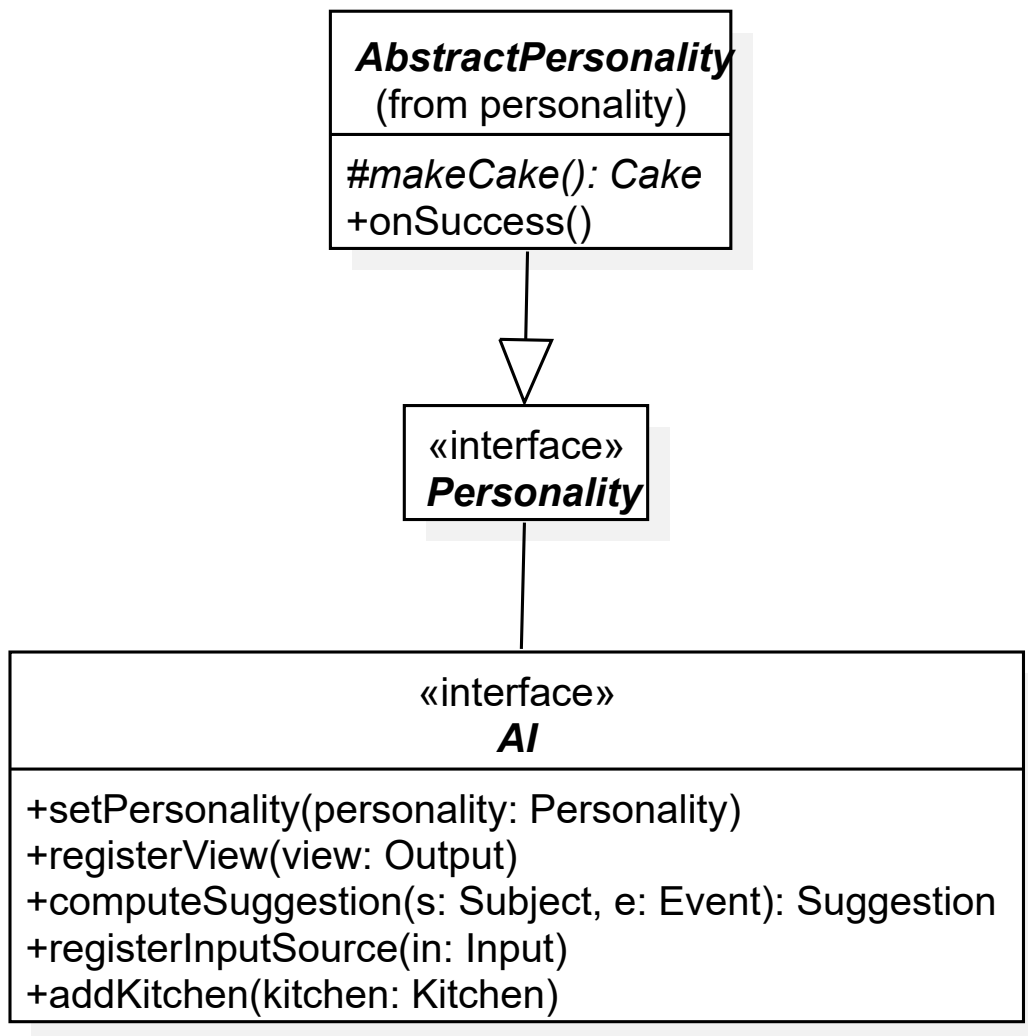 AbstractPersonality
(from personality)
#makeCake(): Cake
+onSuccess()
«interface»
Personality
«interface»
AI
+setPersonality(personality: Personality)
+registerView(view: Output)
+computeSuggestion(s: Subject, e: Event): Suggestion
+registerInputSource(in: Input)
+addKitchen(kitchen: Kitchen)